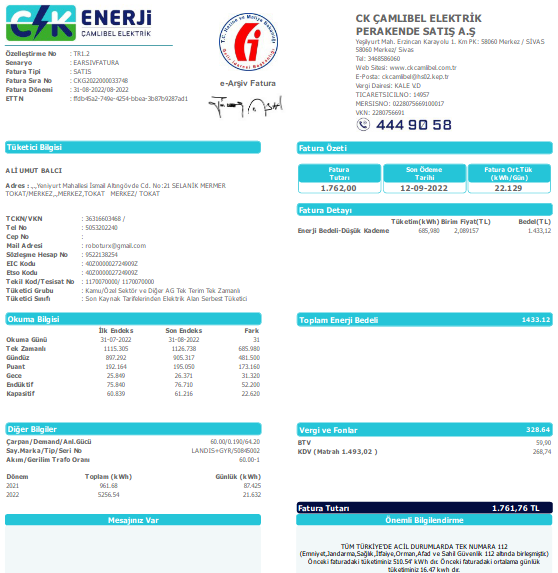 CK ENERJİ
ÇAMLIBEL ELEKTRİK
Özelleştirme No : TR1.2
Senaryo : EARSIVFATURA
Fatura Tipi : SATIS
Fatura Sıra No : CKG2022000033748
Fatura Dönemi : 31-08-2022/08-2022
ETTN : ffdb45a2-749e-4254-bbea-3b87b9287ad1
T.C. Hazine ve Maliye Bakanlığı
Gelir İdaresi Başkanlığı
e-Arşiv Fatura
CK ÇAMLIBEL ELEKTRİK
PERAKENDE SATIŞ A.Ş
Yeşilyurt Mah. Erzincan Karayolu 1. Km PK: 58060 Merkez / SİVAS
58060 Merkez/ Sivas
Tel: 3468586060
Web Sitesi: www.ckcamlibel.com
E-Posta: ckcamlibel@hs02.kep.tr
Vergi Dairesi: KALE V.D
TICARETSICILNO: 14957
MERSISNO: 0228075669100017
VKN: 2280756691
444 90 58
Tüketici Bilgisi
ALİ UMUT BALCI
Adres : ,,,Yeniyurt Mahallesi İsmail Altıngövde Cd. No:21 SELANİK MERMER
TOKAT/MERKEZ,,,MERKEZ,TOKAT MERKEZ/ TOKAT
TCKN/VKN : 36316603468 /
Tel No : 5053202240
Cep No :
Mail Adresi : roboturx@gmail.com
Sözleşme Hesap No : 9522138254
EIC Kodu : 40Z000002724909Z
Etso Kodu : 40Z000002724909Z
Tekil Kod/Tesisat No : 1170070000/ 1170070000
Tüketici Grubu : Kamu/Özel Sektör ve Diğer AG Tek Terim Tek Zamanlı
Tüketici Sınıfı : Son Kaynak Tarifelerinden Elektrik Alan Serbest Tüketici
Fatura Özeti
Fatura Tutarı Son Ödeme Tarihi Fatura Ort.Tük (kWh/Gün)
1.762,00 12-09-2022 22.129
Fatura Detayı
Tüketim(kWh) Birim Fiyat(TL) Bedel(TL)
Enerji Bedeli-Düşük Kademe 685,980 2,089157 1.433,12
Okuma Bilgisi
İlk Endeks Son Endeks Fark
Okuma Günü 31-07-2022 31-08-2022 31
Tek Zamanlı 1115.305 1126.738 685.980
Gündüz 897.292 905.317 481.500
Puant 192.164 195.050 173.160
Gece 25.849 26.371 31.320
Endüktif 75.840 76.710 52.200
Kapasitif 60.839 61.216 22.620
Toplam Enerji Bedeli 1433.12
Diğer Bilgiler
Çarpan/Demand/Anl.Gücü 60.00/0.190/64.20
Say.Marka/Tip/Seri No LANDIS+GYR/50845002
Akım/Gerilim Trafo Oranı 60.00-1
Dönem Toplam (kWh) Günlük (kWh)
2021 961.68 87.425
2022 5256.54 21.632
Vergi ve Fonlar 328.64
BTV 59,90
KDV (Matrah 1.493,02 ) 268,74
Fatura Tutarı 1.761,76 TL
Mesajınız Var
Önemli Bilgilendirme
TÜM TÜRKİYE'DE ACİL DURUMLARDA TEK NUMARA 112
(Emniyet,Jandarma,Sağlık,İtfaiye,Orman,Afad ve Sahil Güvenlik 112 altında birleşmiştir)
Önceki faturadaki tüketiminiz 510.54' kWh dır. Önceki faturadaki ortalama günlük
tüketiminiz 16.47 kwh dır.